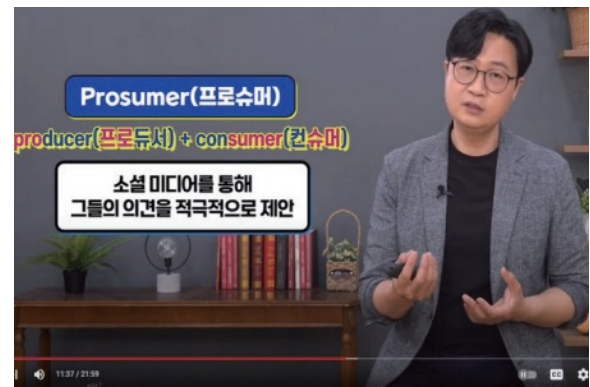 Prosumer(프로슈머)
producer(프로듀서) + consumer(컨슈머)
소셜 미디어를 통해
그들의 의견을 적극적으로 제안
11:37 / 21:59
CC